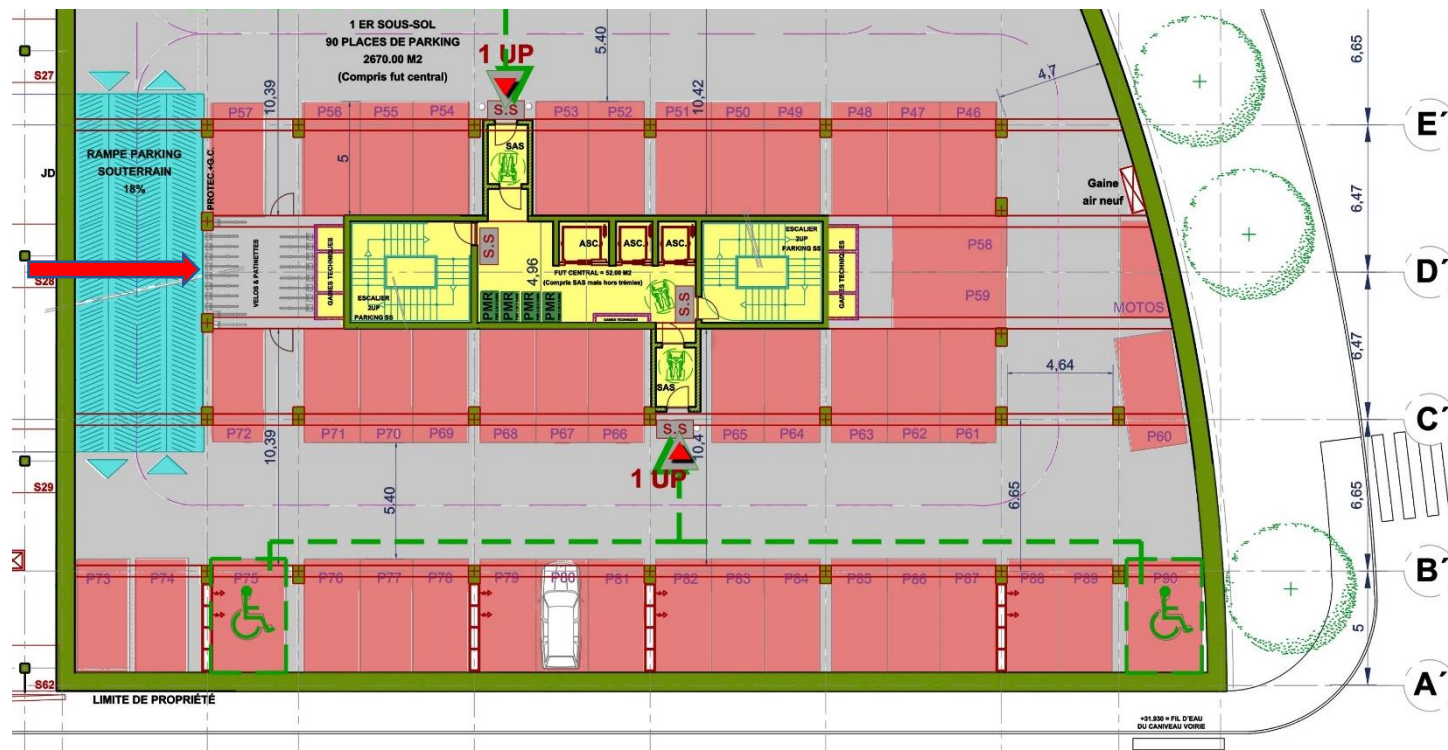 1 ER SOUS-SOL
90 PLACES DE PARKING
2670.00 M2
(Compris fut central)
1 UP
5.40
6,65
S27
4,7
10,39
10,42
P57
P56
P55
P54
S.S
P53
P52
P51
P50
P49
P48
P47
P46
E´
RAMPE PARKING
SOUTERRAIN
18%
PROTEC.+G.C.
JD
5
SAS
Gaine
air neuf
6,47
S.S
ASC.
ASC.
ASC.
ESCALIER
2UP
PARKING SS
P58
GAINES TECHNIQUES
VELOS & PATINETTES
4,96
FUT CENTRAL = 52.00 M2
(Compris SAS mais hors trémies)
GAINES TECHNIQUES
D´
S28
ESCALIER
2UP
PARKING SS
PMR
PMR
PMR
PMR
S.S
GAINES TECHNIQUES
P59
MOTOS
6,47
4,64
SAS
C´
P72
P71
P70
P69
P68
P67
P66
S.S
P65
P64
P63
P62
P61
P60
10,39
10,4
1 UP
S29
5.40
6.65
6,65
P73
P74
P75
P76
P77
P78
P79
P80
P81
P82
P83
P84
P85
P86
P87
P88
P89
P90
B´
5
S62
A´
LIMITE DE PROPRIÉTÉ
+31.930 = FIL D'EAU
DU CANIVEAU VOIRIE